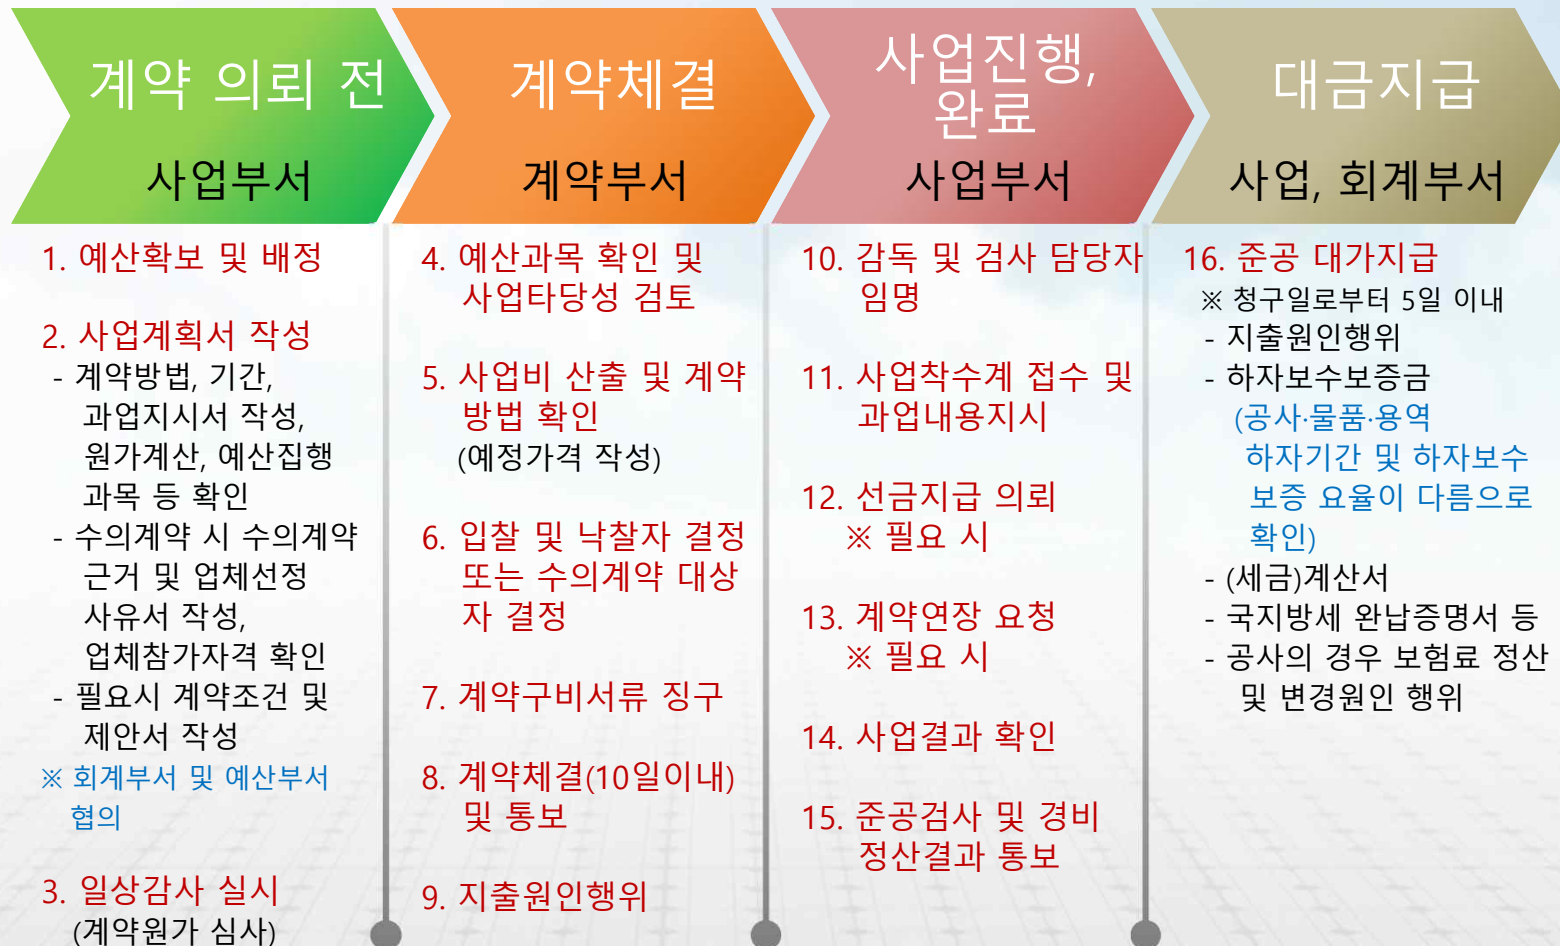 계약 의뢰 전
사업부서
1. 예산확보 및 배정
2. 사업계획서 작성
- 계약방법, 기간,
과업지시서 작성,
원가계산, 예산집행
과목 등 확인
- 수의계약 시 수의계약
근거 및 업체선정
사유서 작성,
업체참가자격 확인
- 필요시 계약조건 및
제안서 작성
※ 회계부서 및 예산부서
협의
3. 일상감사 실시
(계약원가 심사)
계약체결
계약부서
4. 예산과목 확인 및
사업타당성 검토
5. 사업비 산출 및 계약
방법 확인
(예정가격 작성)
6. 입찰 및 낙찰자 결정
또는 수의계약 대상
자 결정
7. 계약구비서류 징구
8. 계약체결(10일이내)
및 통보
9. 지출원인행위
사업진행,
완료
사업부서
10. 감독 및 검사 담당자
임명
11. 사업착수계 접수 및
과업내용지시
12. 선금지급 의뢰
※ 필요 시
13. 계약연장 요청
※ 필요 시
14. 사업결과 확인
15. 준공검사 및 경비
정산결과 통보
대금지급
사업, 회계부서
16. 준공 대가지급
※ 청구일로부터 5일 이내
- 지출원인행위
- 하자보수보증금
(공사·물품·용역
하자기간 및 하자보수
보증 요율이 다름으로
확인)
- (세금)계산서
- 국지방세 완납증명서 등
- 공사의 경우 보험료 정산
및 변경원인 행위